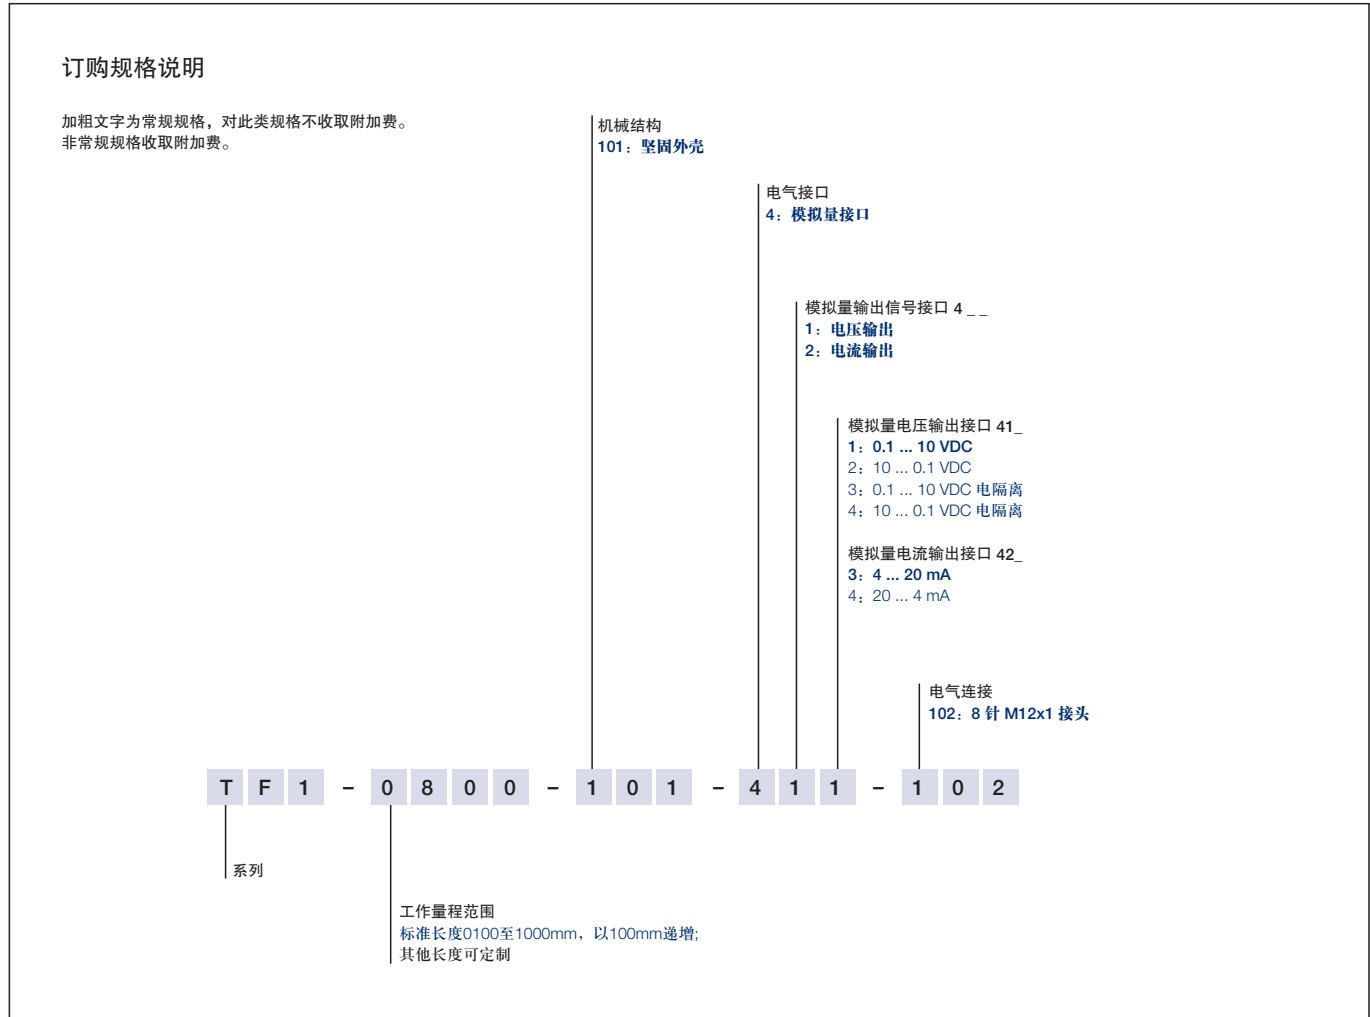 订购规格说明
加粗文字为常规规格，对此类规格不收取附加费。
非常规规格收取附加费。
机械结构
101：坚固外壳
电气接口
4：模拟量接口
模拟量输出信号接口 4 _ _
1：电压输出
2：电流输出
模拟量电压输出接口 41_
1：0.1 ... 10 VDC
2：10 ... 0.1 VDC
3：0.1 ... 10 VDC 电隔离
4：10 ... 0.1 VDC 电隔离
模拟量电流输出接口 42_
3：4 ... 20 mA
4：20 ... 4 mA
电气连接
102：8 针 M12x1 接头
T F 1 – 0 8 0 0 – 1 0 1 – 4 1 1 – 1 0 2
系列
工作量程范围
标准长度0100至1000mm，以100mm递增;
其他长度可定制